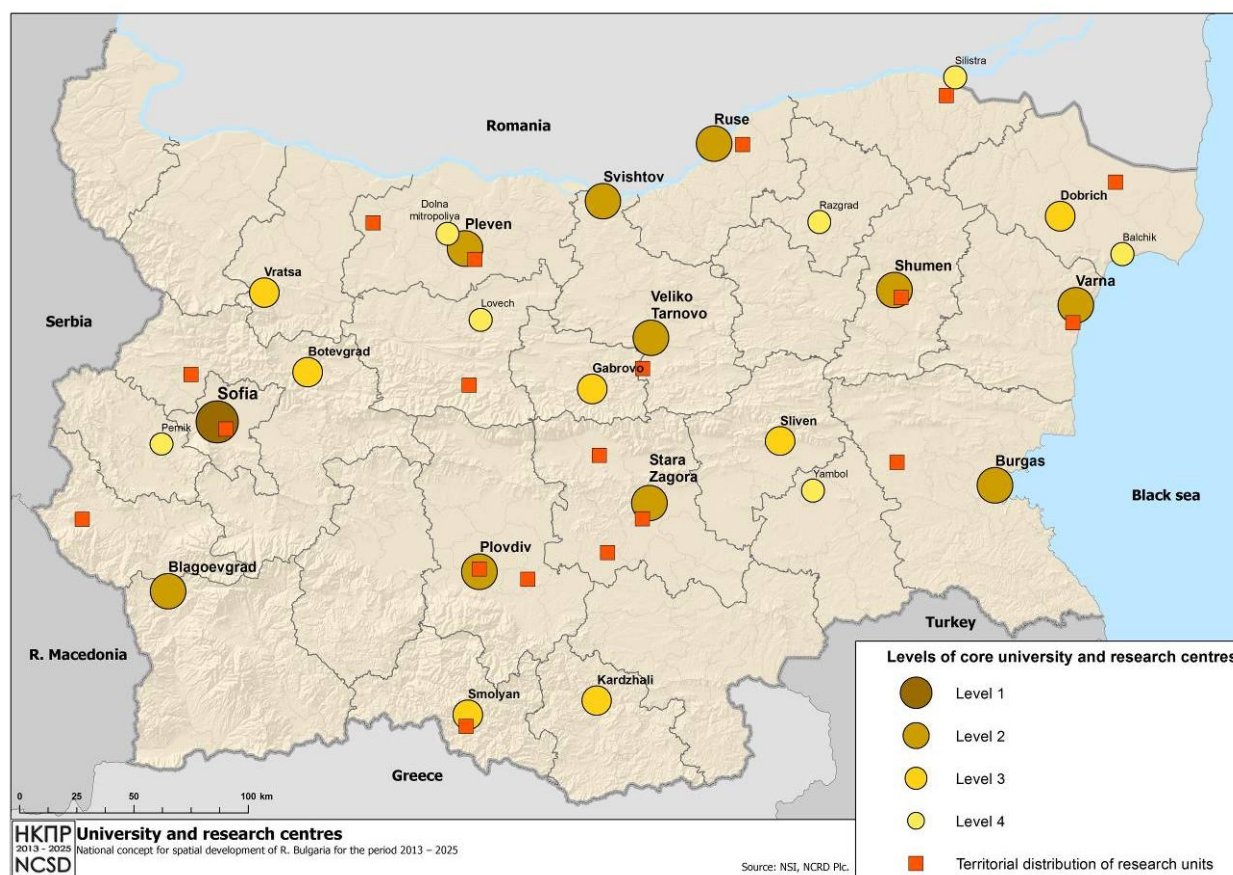 Silistra
Romania
Ruse
Svishtov
Dolna
mitropoliya
Pleven
Razgrad
Dobrich
Balchik
Vratsa
Shumen
Varna
Lovech
Veliko
Tarnovo
Serbia
Botevgrad
Gabrovo
Sofia
Pernik
Sliven
Stara
Zagora
Yambol
Burgas
Black sea
Plovdiv
Blagoevgrad
R. Macedonia
Turkey
Smolyan
Kardzhali
Greece
0 25 50 100 km
Levels of core university and research centres
Level 1
Level 2
Level 3
Level 4
Territorial distribution of research units
НКПР
2013 - 2025
NCSD
University and research centres
National concept for spatial development of R. Bulgaria for the period 2013 – 2025
Source: NSI, NCRD Plc.